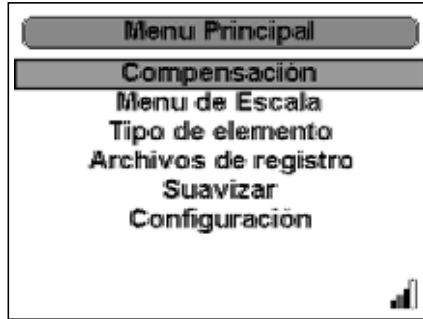 Menu Principal
Compensación
Menu de Escala
Tipo de elemento
Archivos de registro
Suavizar
Configuración